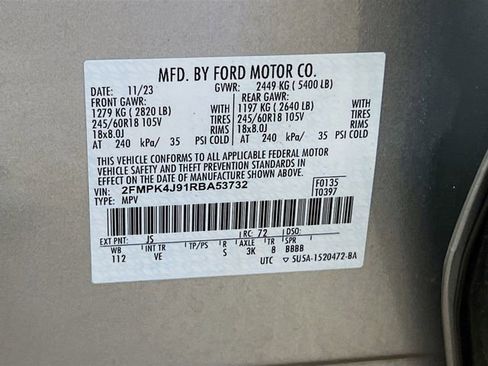 MFD. BY FORD MOTOR CO.
DATE: 11/23 GVWR: 2449 KG ( 5400 LB)
FRONT GAWR: REAR GAWR:
1279 KG ( 2820 LB) WITH 1197 KG ( 2640 LB) WITH
245/60R18 105V TIRES 245/60R18 105V TIRES
18x8.0J RIMS 18x8.0J RIMS
AT 240 kPa/ 35 PSI COLD AT 240 kPa/ 35 PSI COLD
THIS VEHICLE CONFORMS TO ALL APPLICABLE FEDERAL MOTOR
VEHICLE SAFETY AND THEFT PREVENTION STANDARDS IN
EFFECT ON THE DATE OF MANUFACTURE SHOWN ABOVE.
VIN: 2FMPK4J91RBA53732 F0135
TYPE: MPV T0397
EXT PNT: JS RC: 72 DSO:
WB INT TR TP/PS R AXLE TR SPR
112 VE S 3K 8 BBBB
UTC ▽ 5U5A-1520472-BA